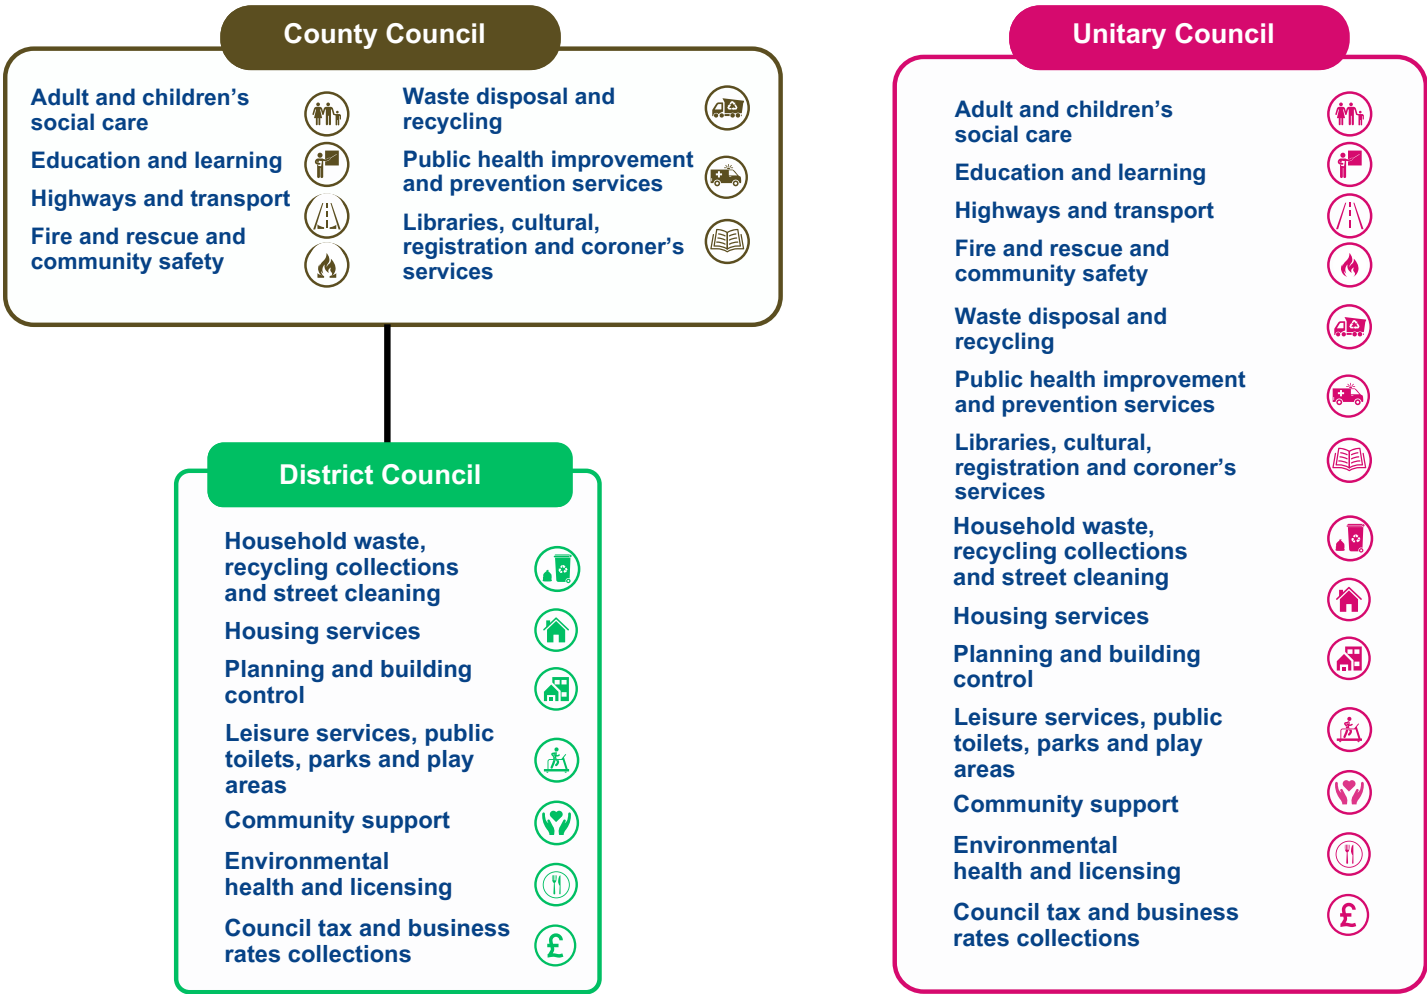 County Council
Adult and children’s
social care
Education and learning
Highways and transport
Fire and rescue and
community safety
Waste disposal and
recycling
Public health improvement
and prevention services
Libraries, cultural,
registration and coroner’s
services
District Council
Household waste,
recycling collections
and street cleaning
Housing services
Planning and building
control
Leisure services, public
toilets, parks and play
areas
Community support
Environmental
health and licensing
Council tax and business
rates collections
£
Unitary Council
Adult and children’s
social care
Education and learning
Highways and transport
Fire and rescue and
community safety
Waste disposal and
recycling
Public health improvement
and prevention services
Libraries, cultural,
registration and coroner’s
services
Household waste,
recycling collections
and street cleaning
Housing services
Planning and building
control
Leisure services, public
toilets, parks and play
areas
Community support
Environmental
health and licensing
Council tax and business
rates collections
£